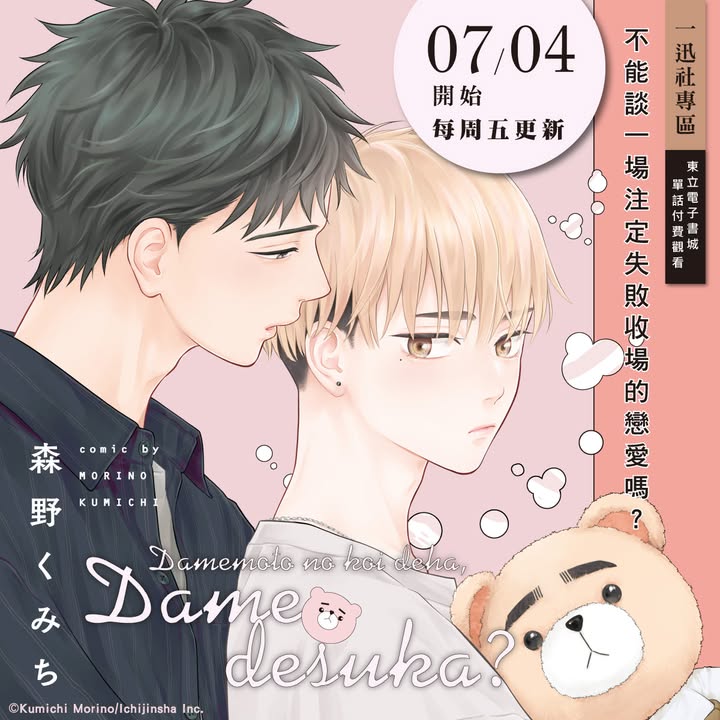 07/04
開始
每周五更新
一迅社專區
東立電子書城
單話付費觀看
不能談一場注定失敗收場的戀愛嗎？
森野くみち
comic by
MORINO
KUMICHI
Damemoto no koi deha,
Dame
desuka?
©Kumichi Morino/Ichijinsha Inc.